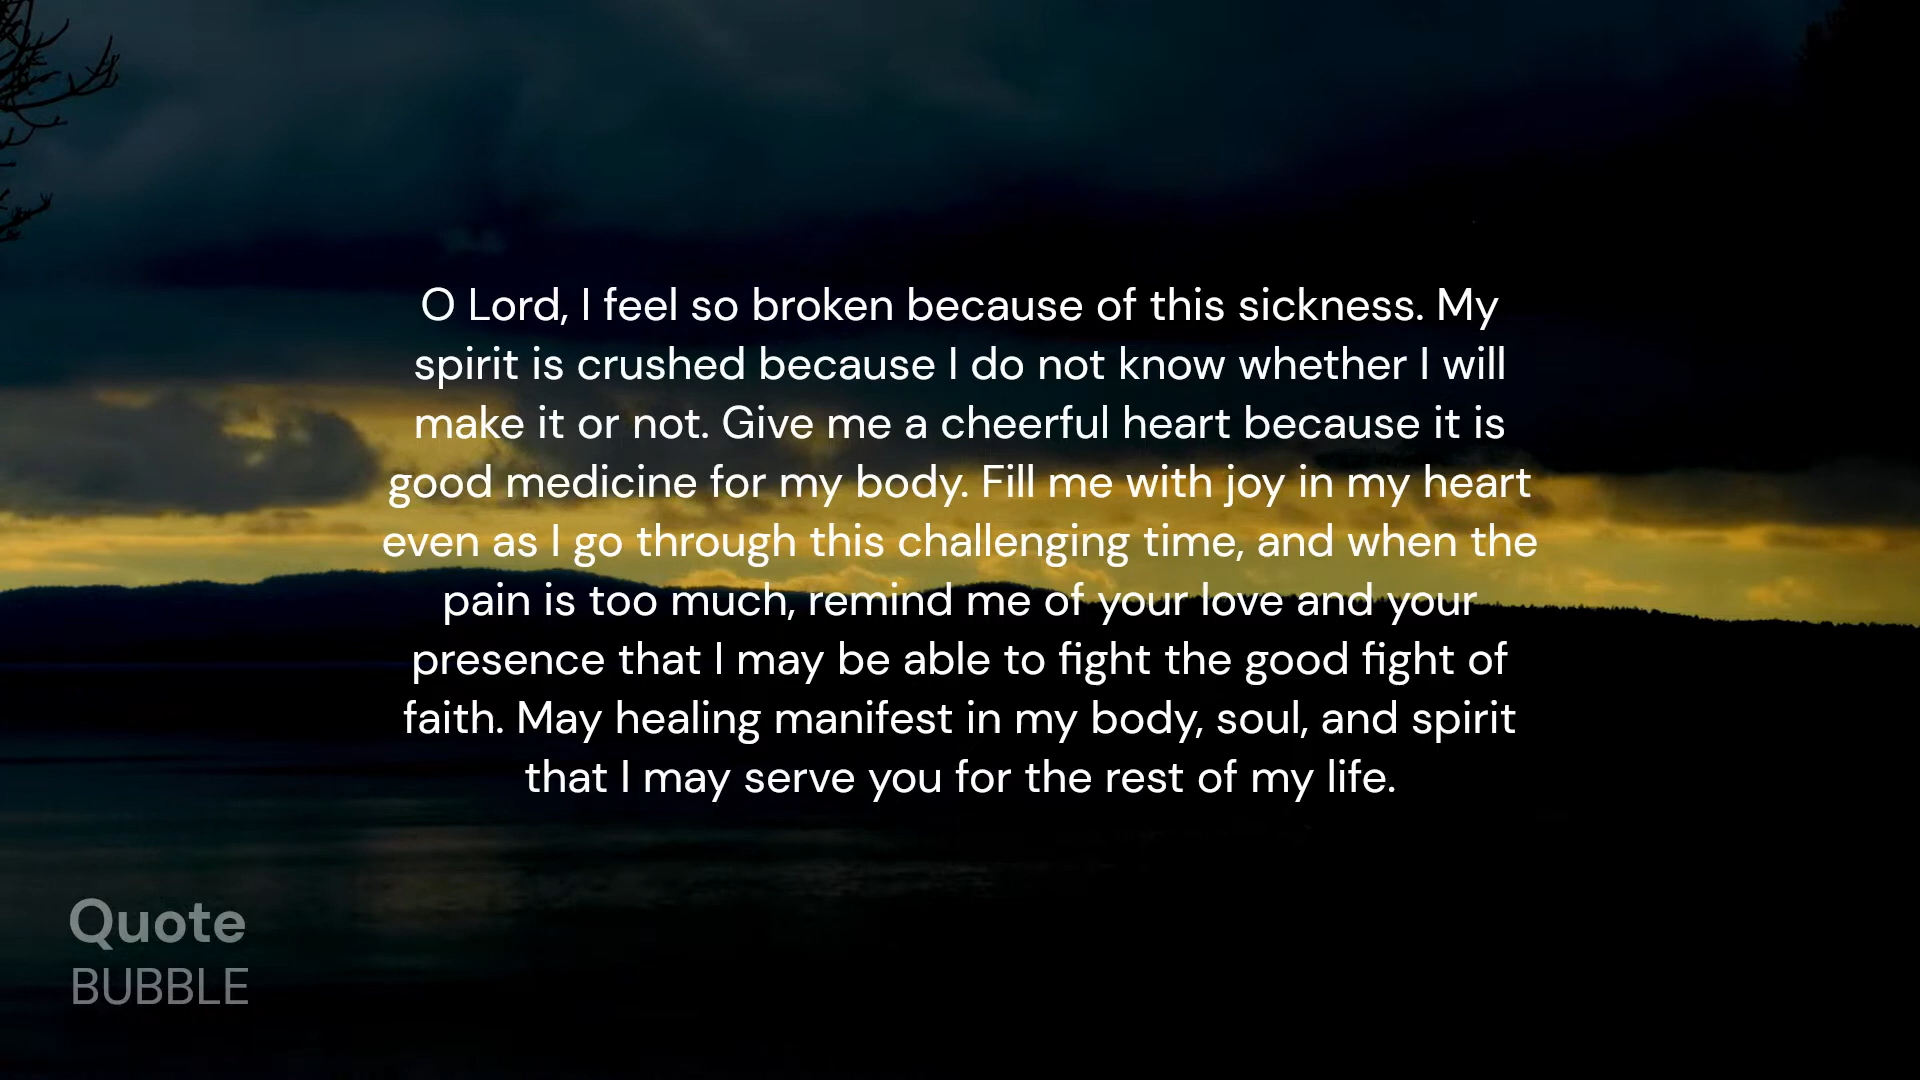 O Lord, I feel so broken because of this sickness. My
spirit is crushed because I do not know whether I will
make it or not. Give me a cheerful heart because it is
good medicine for my body. Fill me with joy in my heart
even as I go through this challenging time, and when the
pain is too much, remind me of your love and your
presence that I may be able to fight the good fight of
faith. May healing manifest in my body, soul, and spirit
that I may serve you for the rest of my life.
Quote
BUBBLE